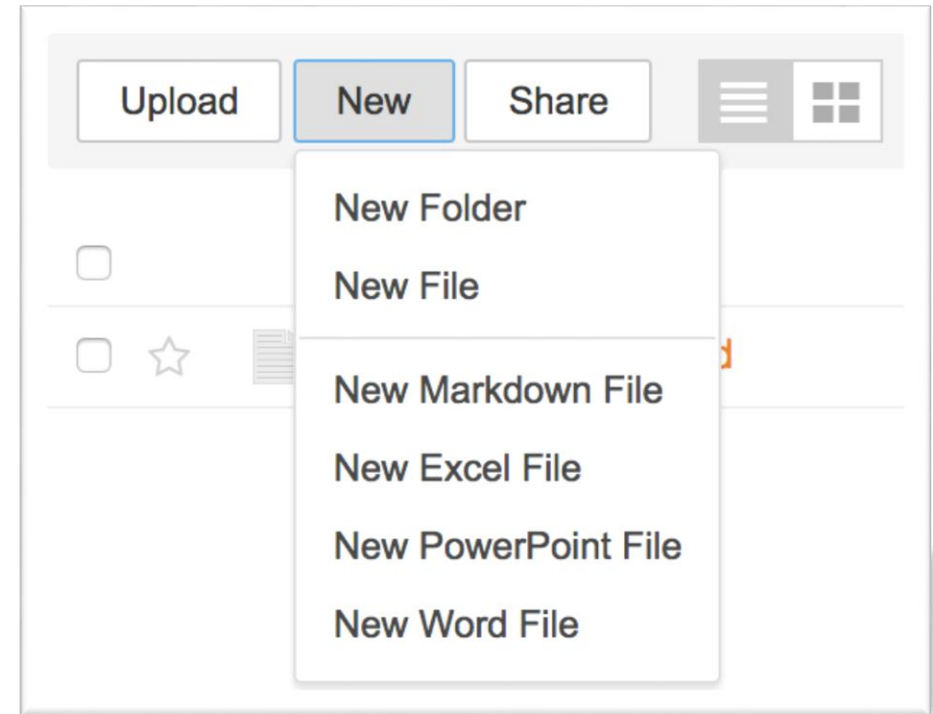 Upload New Share
New Folder
New File
d
New Markdown File
New Excel File
New PowerPoint File
New Word File